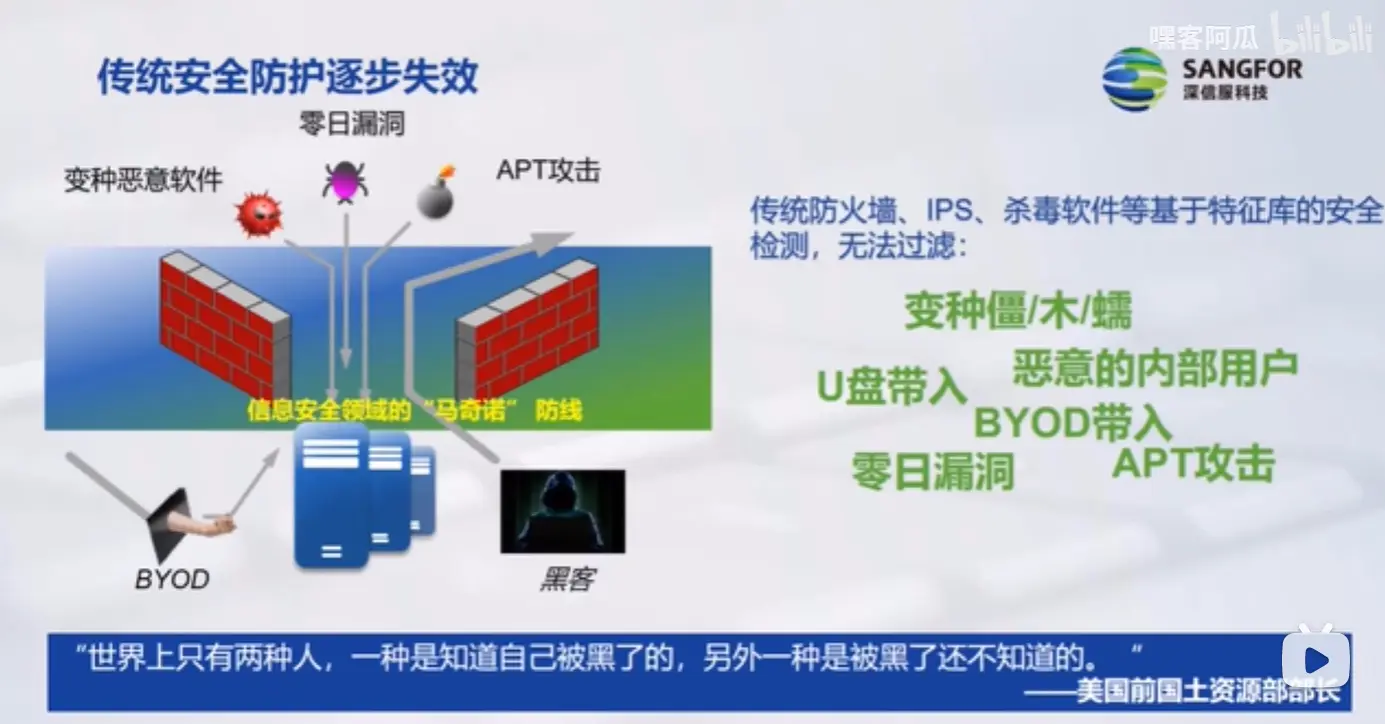 嘿客阿瓜 bilibili
传统安全防护逐步失效
SANGFOR
深信服科技
零日漏洞
变种恶意软件
APT攻击
传统防火墙、IPS、杀毒软件等基于特征库的安全
检测，无法过滤：
变种僵/木/蠕
恶意的内部用户
U盘带入
BYOD带入
零日漏洞
APT攻击
信息安全领域的“马奇诺”防线
BYOD
黑客
“世界上只有两种人，一种是知道自己被黑了的，另外一种是被黑了还不知道的。“
——美国前国土资源部部长